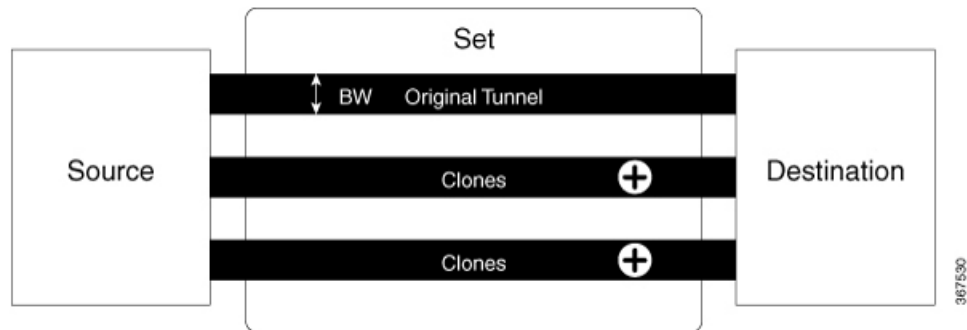 Set
BW Original Tunnel
Source
Clones
Destination
Clones
367530